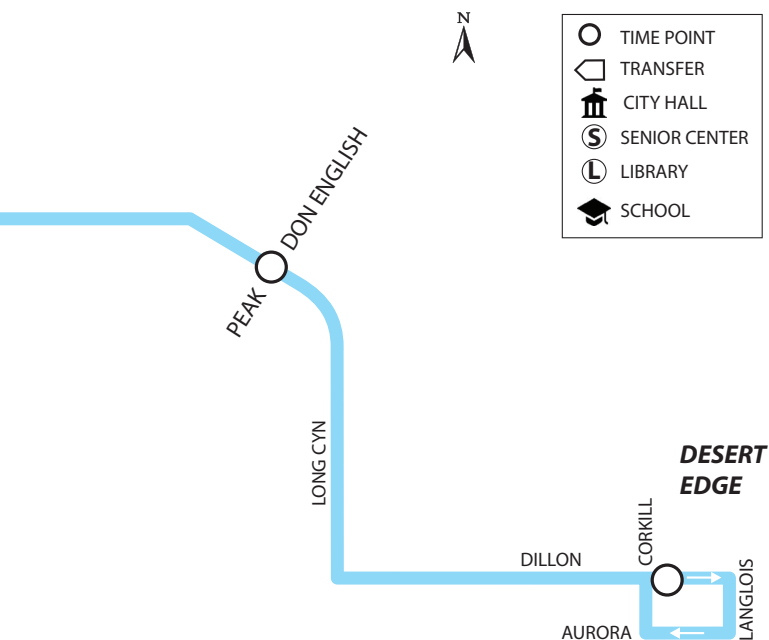 N
TIME POINT
TRANSFER
CITY HALL
S SENIOR CENTER
L LIBRARY
SCHOOL
DON ENGLISH
PEAK
LONG CYN
DESERT
EDGE
CORKILL
DILLON
LANGLOIS
AURORA